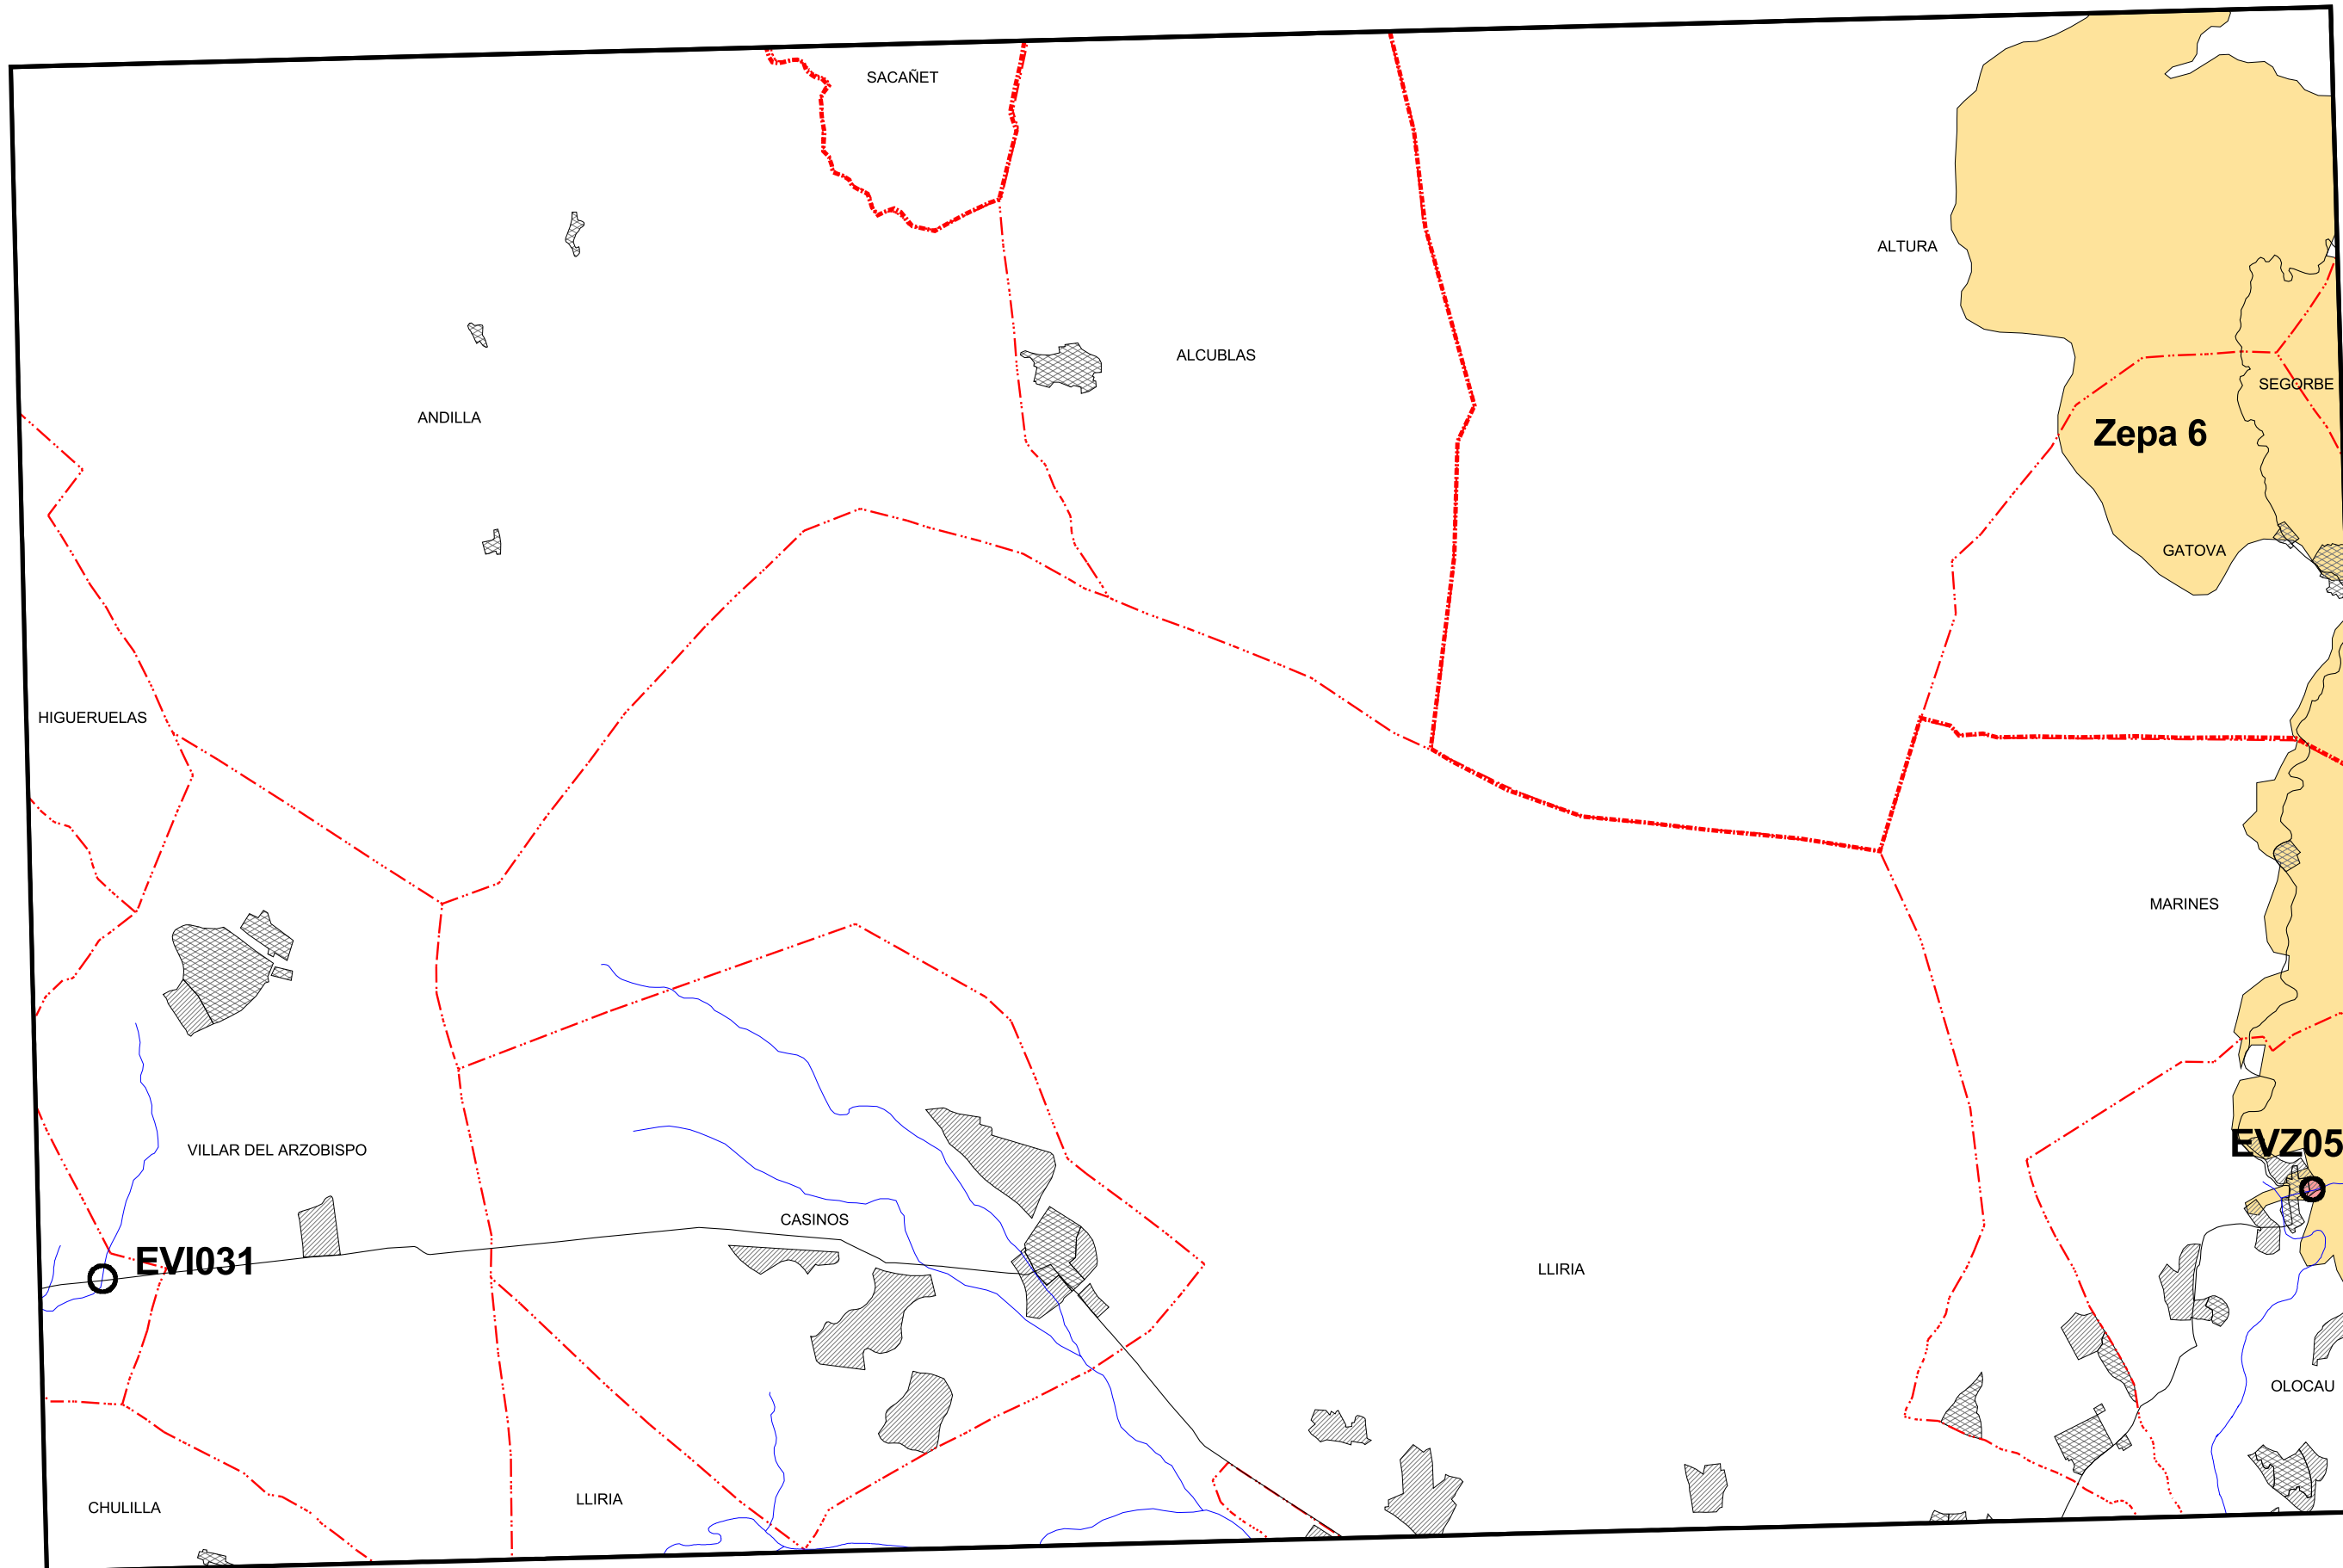 SACAÑET
ALTURA
ALCUBLAS
SEGORBE
ANDILLA
Zepa 6
GATOVA
HIGUERUELAS
MARINES
EVZ05
VILLAR DEL ARZOBISPO
CASINOS
EVI031
LLIRIA
OLOCAU
LLIRIA
CHULILLA